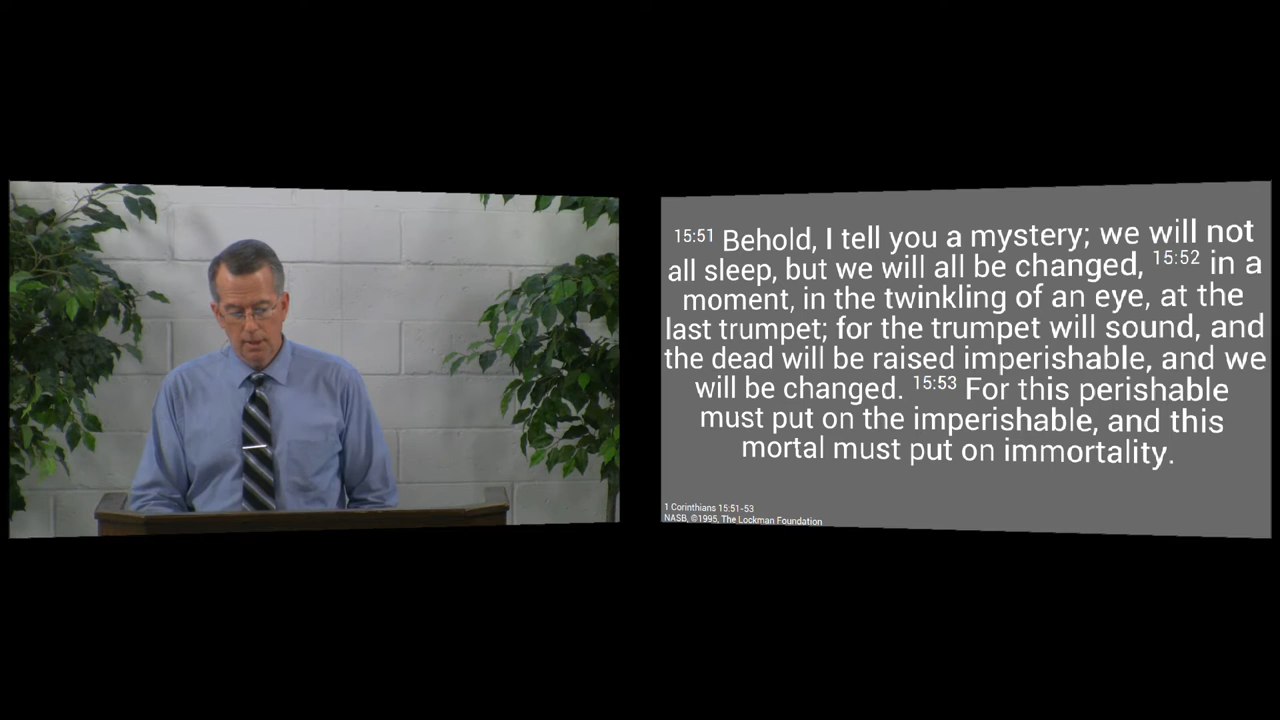 15:51 Behold, I tell you a mystery; we will not
all sleep, but we will all be changed, 15:52 in a
moment, in the twinkling of an eye, at the
last trumpet; for the trumpet will sound, and
the dead will be raised imperishable, and we
will be changed. 15:53 For this perishable
must put on the imperishable, and this
mortal must put on immortality.
1 Corinthians 15:51-53
NASB, ©1995, The Lockman Foundation